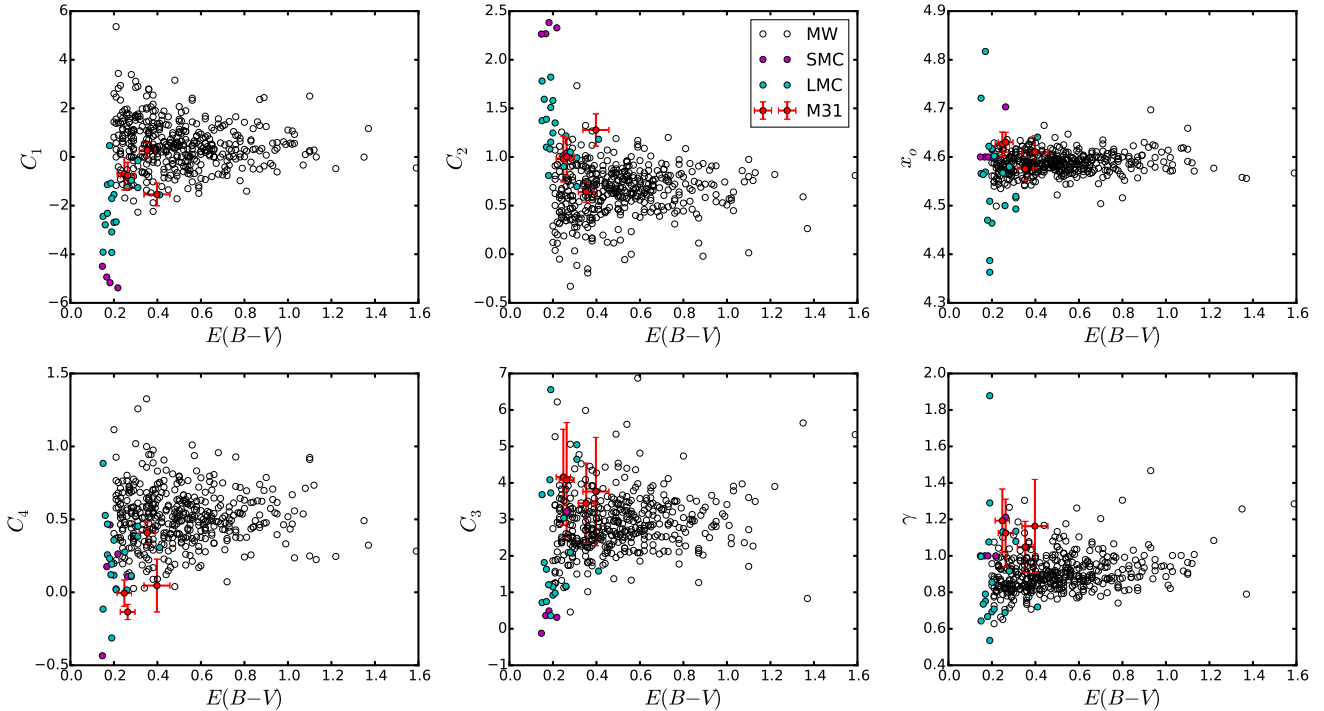 6
4
2
0
−2
−4
−6
0.0 0.2 0.4 0.6 0.8 1.0 1.2 1.4 1.6
E(B−V)
C₁
2.5
2.0
1.5
1.0
0.5
0.0
−0.5
0.0 0.2 0.4 0.6 0.8 1.0 1.2 1.4 1.6
E(B−V)
C₂
MW
SMC
LMC
M31
4.9
4.8
4.7
4.6
4.5
4.4
4.3
0.0 0.2 0.4 0.6 0.8 1.0 1.2 1.4 1.6
E(B−V)
xₒ
1.5
1.0
0.5
0.0
−0.5
0.0 0.2 0.4 0.6 0.8 1.0 1.2 1.4 1.6
E(B−V)
C₄
7
6
5
4
3
2
1
0
−1
0.0 0.2 0.4 0.6 0.8 1.0 1.2 1.4 1.6
E(B−V)
C₃
2.0
1.8
1.6
1.4
1.2
1.0
0.8
0.6
0.4
0.0 0.2 0.4 0.6 0.8 1.0 1.2 1.4 1.6
E(B−V)
γ